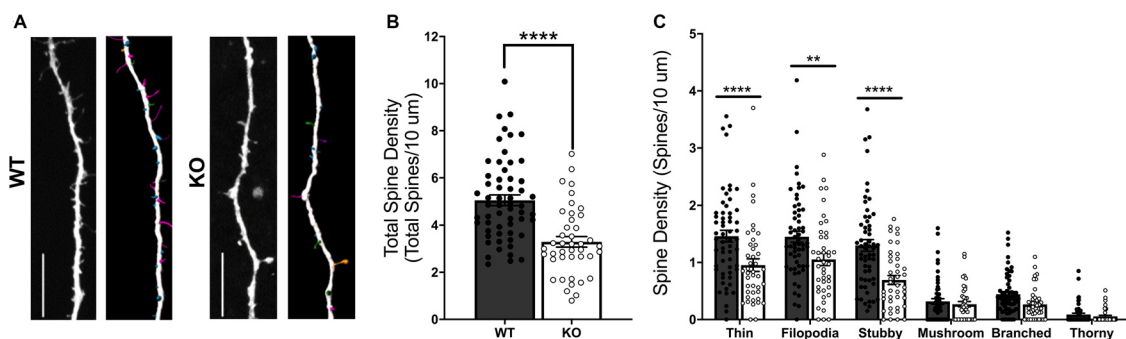 A
WT
KO
B
Total Spine Density
(Total Spines/10 um)
12
10
8
6
4
2
0
****
WT
KO
C
Spine Density (Spines/10 um)
5
4
3
2
1
0
****
**
****
Thin
Filopodia
Stubby
Mushroom
Branched
Thorny